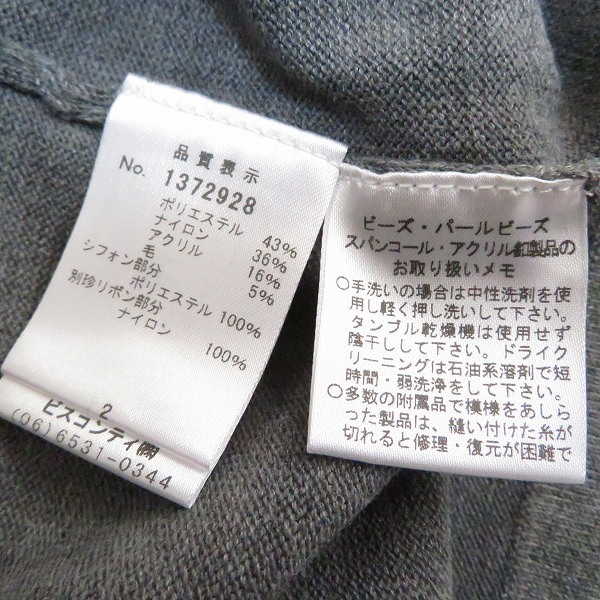 品質表示
No. 1372928
ポリエステル 43%
ナイロン 36%
アクリル 16%
毛 5%
シフォン部分
ポリエステル 100%
別珍リボン部分
ナイロン 100%
2
ビスコンティ㈱
(06)6531-0344
ビーズ・パールビーズ
スパンコール・アクリル釦製品の
お取り扱いメモ
○手洗いの場合は中性洗剤を使
用し軽く押し洗いして下さい。
タンブル乾燥機は使用せず
陰干しして下さい。ドライク
リーニングは石油系溶剤で短
時間・弱洗浄をして下さい。
○多数の附属品で模様をあしら
った製品は、縫い付けた糸が
切れると修理・復元が困難で